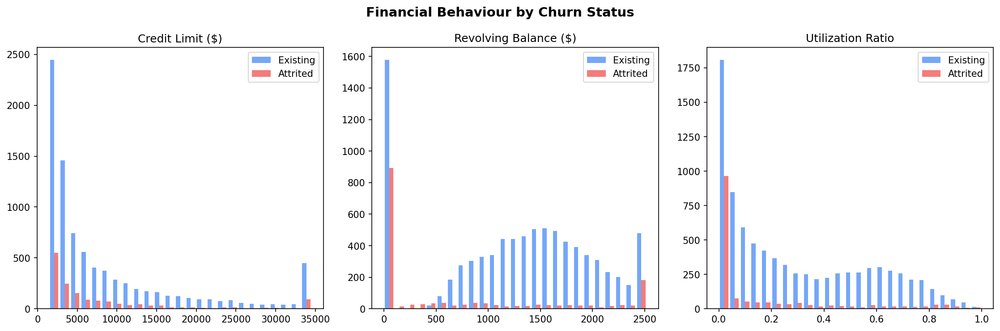 Financial Behaviour by Churn Status
Credit Limit ($)
2500
2000
1500
1000
500
0
0 5000 10000 15000 20000 25000 30000 35000
Existing
Attrited
Revolving Balance ($)
1600
1400
1200
1000
800
600
400
200
0
0 500 1000 1500 2000 2500
Existing
Attrited
Utilization Ratio
1750
1500
1250
1000
750
500
250
0
0.0 0.2 0.4 0.6 0.8 1.0
Existing
Attrited